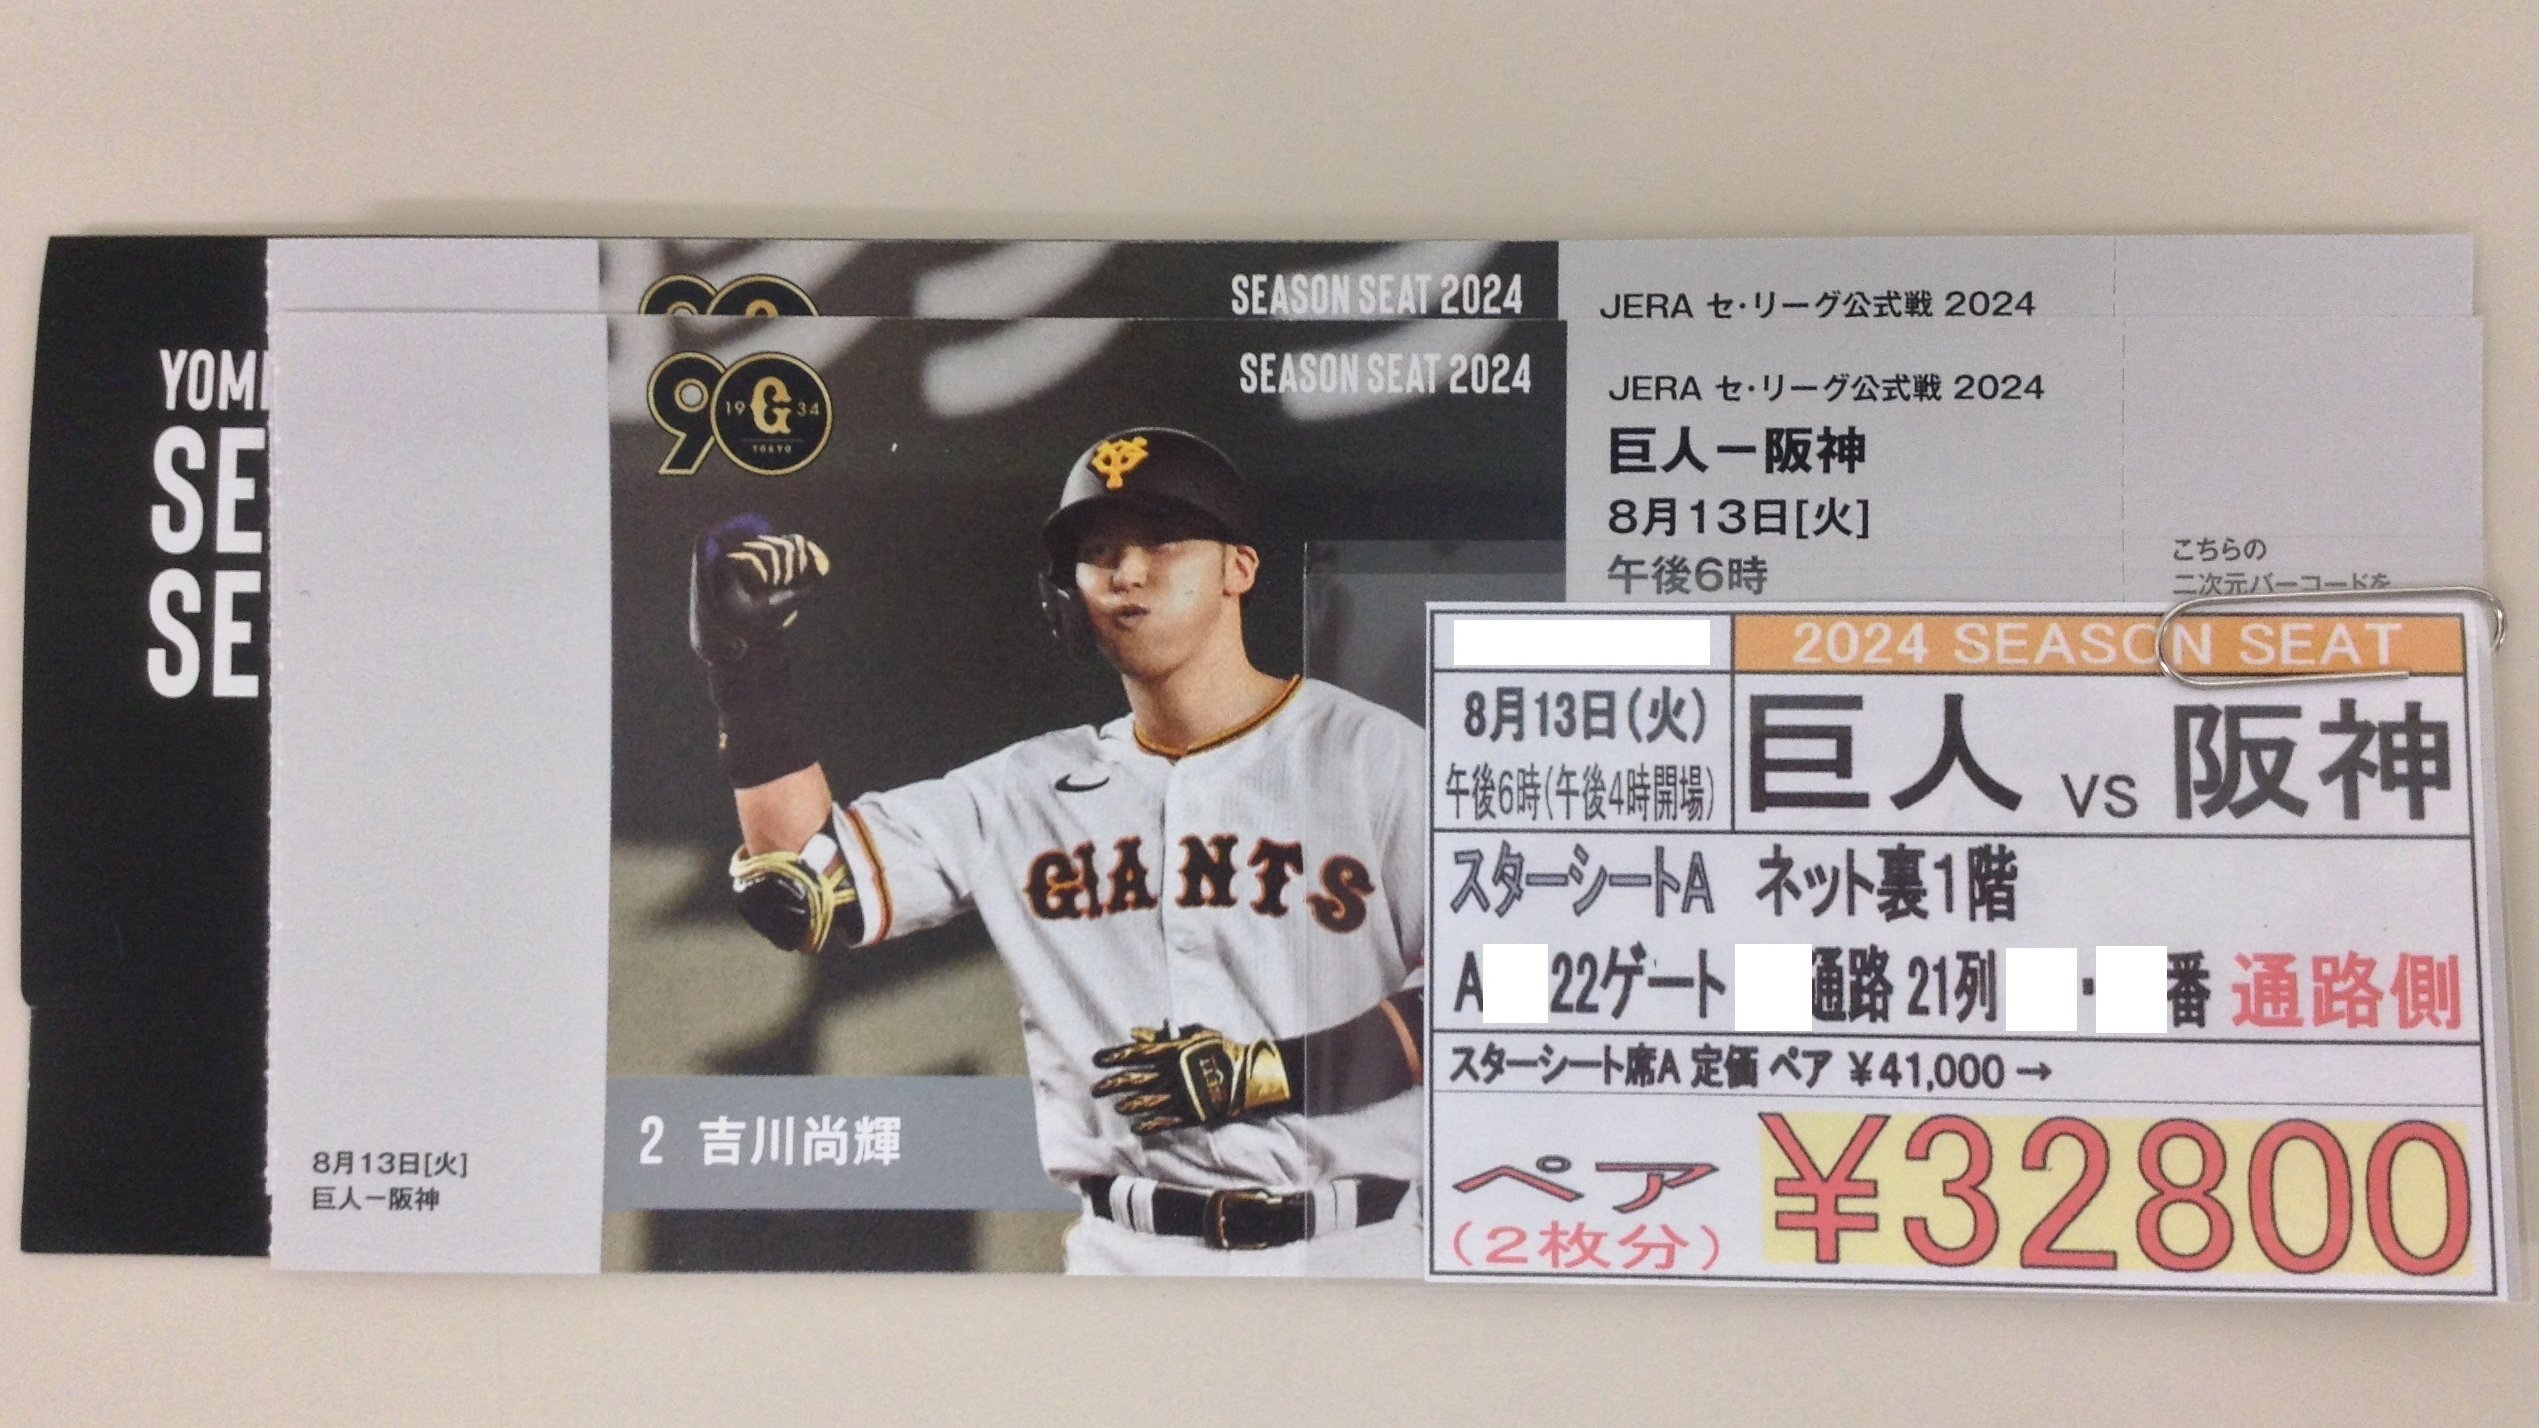 YOMI
SE
SE
SEASON SEAT 2024
JERA セ・リーグ公式戦 2024
90
19 G 34
TOKYO
SEASON SEAT 2024
JERA セ・リーグ公式戦 2024
巨人－阪神
8月13日[火]
午後6時
こちらの
二次元バーコードを
GIANTS
2 吉川尚輝
8月13日[火]
巨人－阪神
2024 SEASON SEAT
8月13日(火)
午後6時(午後4時開場)
巨人 vs 阪神
スターシートA ネット裏1階
A 22ゲート 通路 21列 ・ 番 通路側
スターシート席A 定価 ペア ¥41,000→
ペア ¥32800
(2枚分)